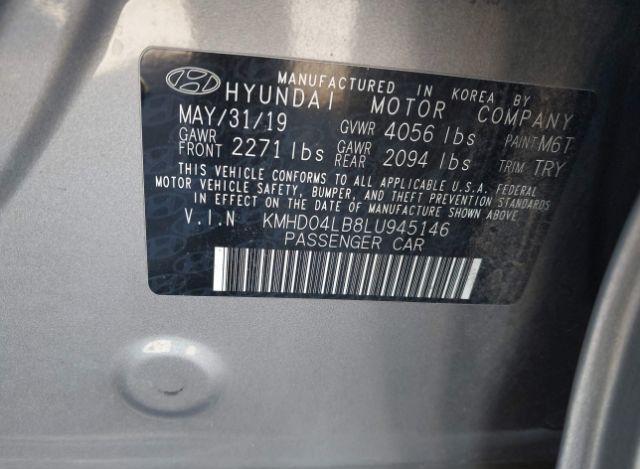 MANUFACTURED IN KOREA BY
HYUNDAI MOTOR COMPANY
MAY/31/19 GVWR 4056 lbs PAINT M6T
GAWR FRONT 2271 lbs GAWR REAR 2094 lbs TRIM TRY
THIS VEHICLE CONFORMS TO ALL APPLICABLE U.S.A. FEDERAL
MOTOR VEHICLE SAFETY, BUMPER, AND THEFT PREVENTION STANDARDS
IN EFFECT ON THE DATE OF MANUFACTURE SHOWN ABOVE.
V.I.N KMHD04LB8LU945146
PASSENGER CAR